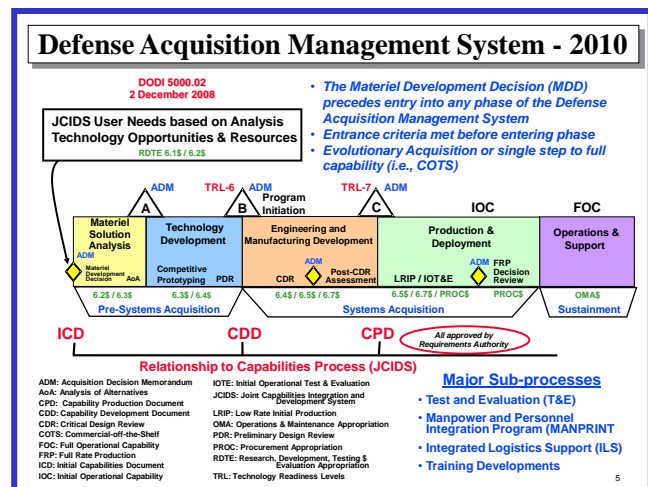 Defense Acquisition Management System - 2010
DODI 5000.02
2 December 2008
JCIDS User Needs based on Analysis
Technology Opportunities & Resources
RDTE 6.1$ / 6.2$
• The Materiel Development Decision (MDD)
precedes entry into any phase of the Defense
Acquisition Management System
• Entrance criteria met before entering phase
• Evolutionary Acquisition or single step to full
capability (i.e., COTS)
ADM
TRL-6
ADM
Program
Initiation
TRL-7
ADM
A
B
C
IOC
FOC
Materiel
Solution
Analysis
ADM
Materiel
Development
Decision
AoA
Technology
Development
Competitive
Prototyping
PDR
Engineering and
Manufacturing Development
CDR
ADM
Post-CDR
Assessment
Production &
Deployment
LRIP / IOT&E
ADM
FRP
Decision
Review
Operations &
Support
6.2$ / 6.3$
6.3$ / 6.4$
6.4$ / 6.5$ / 6.7$
6.5$ / 6.7$ / PROC$
PROC$
OMA$
Pre-Systems Acquisition
Systems Acquisition
Sustainment
ICD
CDD
CPD
All approved by
Requirements Authority
Relationship to Capabilities Process (JCIDS)
ADM: Acquisition Decision Memorandum
AoA: Analysis of Alternatives
CPD: Capability Production Document
CDD: Capability Development Document
CDR: Critical Design Review
COTS: Commercial-off-the-Shelf
FOC: Full Operational Capability
FRP: Full Rate Production
ICD: Initial Capabilities Document
IOC: Initial Operational Capability
IOTE: Initial Operational Test & Evaluation
JCIDS: Joint Capabilities Integration and
Development System
LRIP: Low Rate Initial Production
OMA: Operations & Maintenance Appropriation
PDR: Preliminary Design Review
PROC: Procurement Appropriation
RDTE: Research, Development, Testing $
Evaluation Appropriation
TRL: Technology Readiness Levels
Major Sub-processes
• Test and Evaluation (T&E)
• Manpower and Personnel
Integration Program (MANPRINT
• Integrated Logistics Support (ILS)
• Training Developments
5